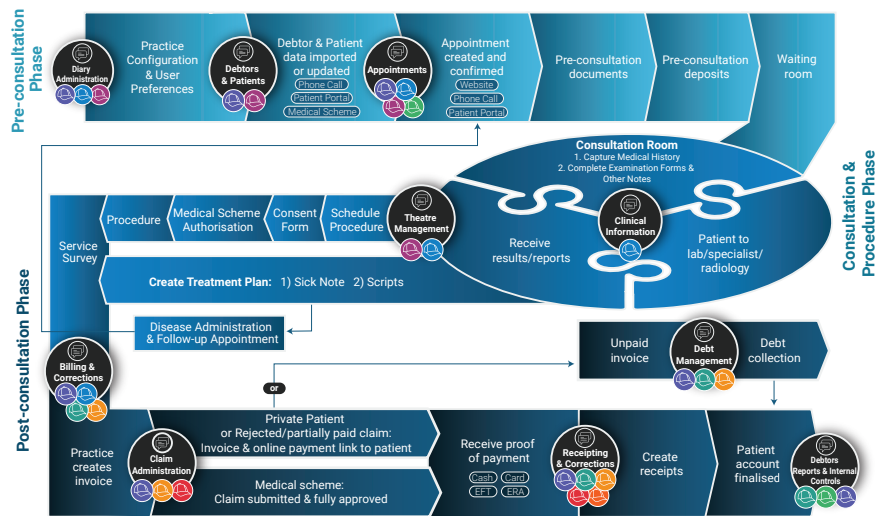 Pre-consultation
Phase
Diary
Administration
Practice
Configuration
& User
Preferences
Debtors
& Patients
Debtor & Patient
data imported
or updated
Phone Call
Patient Portal
Medical Scheme
Appointments
Appointment
created and
confirmed
Website
Phone Call
Patient Portal
Pre-consultation
documents
Pre-consultation
deposits
Waiting
room
Consultation &
Procedure Phase
Consultation Room
1. Capture Medical History
2. Complete Examination Forms &
Other Notes
Clinical
Information
Receive
results/reports
Patient to
lab/specialist/
radiology
Theatre
Management
Schedule
Procedure
Consent
Form
Medical Scheme
Authorisation
Procedure
Service
Survey
Create Treatment Plan: 1) Sick Note 2) Scripts
Disease Administration
& Follow-up Appointment
Post-consultation Phase
Billing &
Corrections
or
Unpaid
invoice
Debt
Management
Debt
collection
Practice
creates
invoice
Claim
Administration
Private Patient
or Rejected/partially paid claim:
Invoice & online payment link to patient
Medical scheme:
Claim submitted & fully approved
Receive proof
of payment
Cash
Card
EFT
ERA
Receipting
& Corrections
Create
receipts
Patient
account
finalised
Debtors
Reports & Internal
Controls